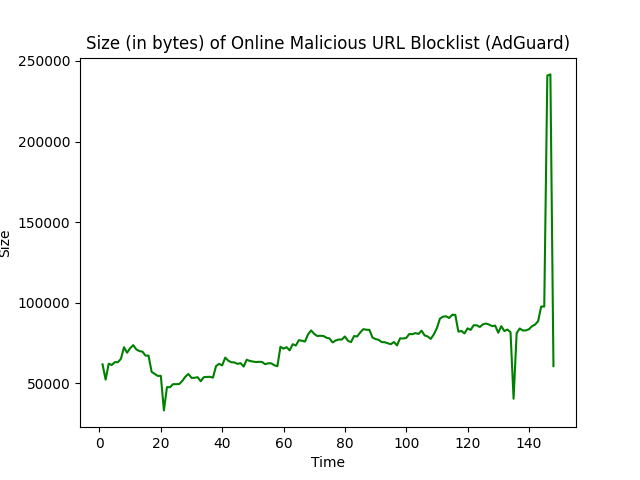 Size (in bytes) of Online Malicious URL Blocklist (AdGuard)
250000
200000
150000
100000
50000
Size
0 20 40 60 80 100 120 140
Time